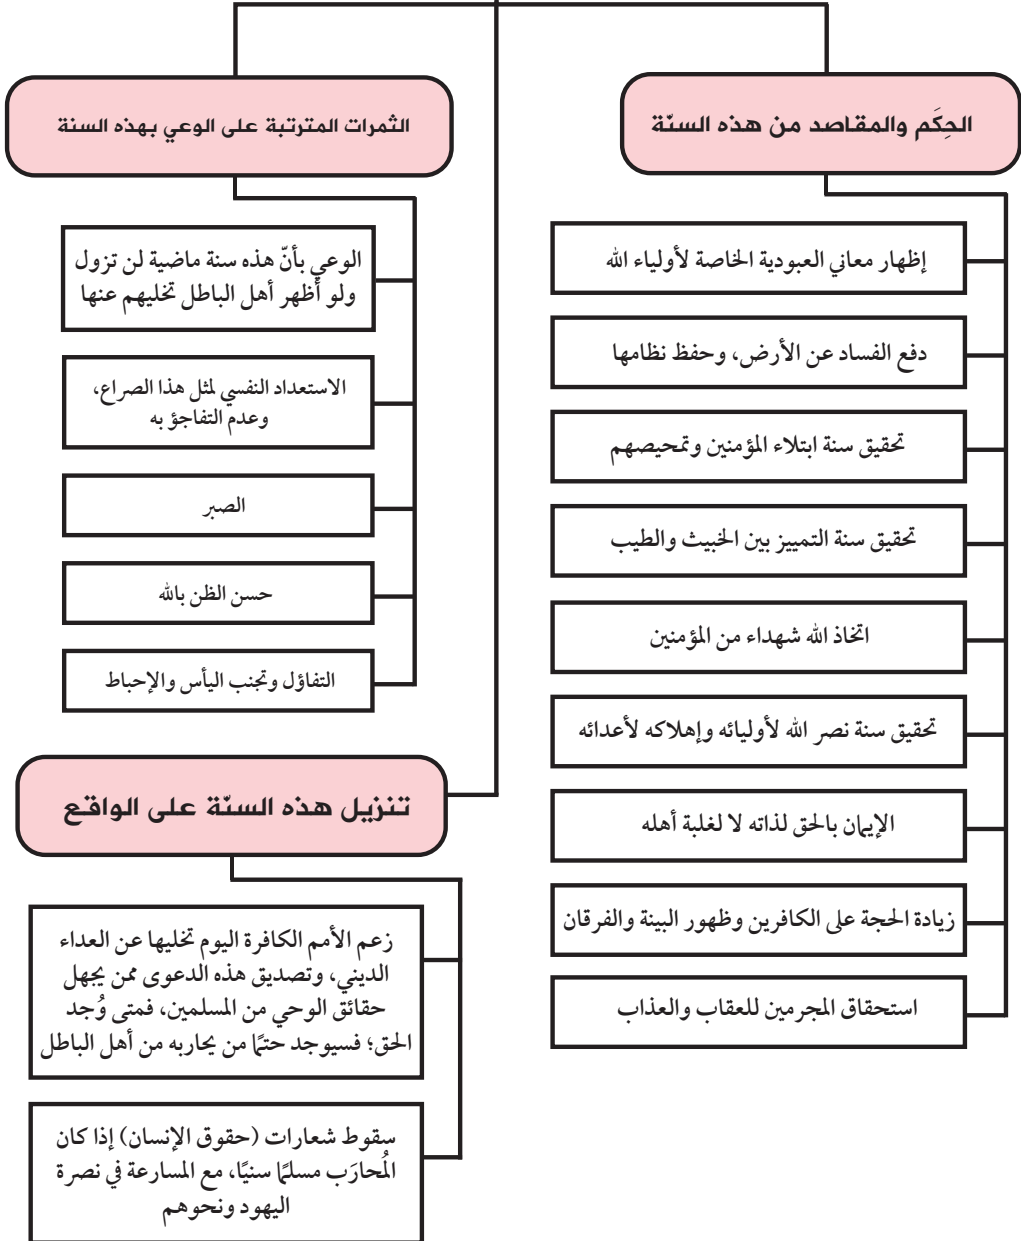 الحِكَم والمقاصد من هذه السنّة
إظهار معاني العبودية الخاصة لأولياء الله
دفع الفساد عن الأرض، وحفظ نظامها
تحقيق سنة ابتلاء المؤمنين وتمحيصهم
تحقيق سنة التمييز بين الخبيث والطيب
اتخاذ الله شهداء من المؤمنين
تحقيق سنة نصر الله لأوليائه وإهلاكه لأعدائه
الإيمان بالحق لذاته لا لغلبة أهله
زيادة الحجة على الكافرين وظهور البينة والفرقان
استحقاق المجرمين للعقاب والعذاب
الثمرات المترتبة على الوعي بهذه السنة
الوعي بأنّ هذه سنة ماضية لن تزول
ولو أظهر أهل الباطل تخليهم عنها
الاستعداد النفسي لمثل هذا الصراع،
وعدم التفاجؤ به
الصبر
حسن الظن بالله
التفاؤل وتجنب اليأس والإحباط
تنزيل هذه السنّة على الواقع
زعم الأمم الكافرة اليوم تخليها عن العداء
الديني، وتصديق هذه الدعوى ممن يجهل
حقائق الوحي من المسلمين، فمتى وُجد
الحق؛ فسيوجد حتمًا من يحاربه من أهل الباطل
سقوط شعارات (حقوق الإنسان) إذا كان
المُحارَب مسلمًا سنيًا، مع المسارعة في نصرة
اليهود ونحوهم